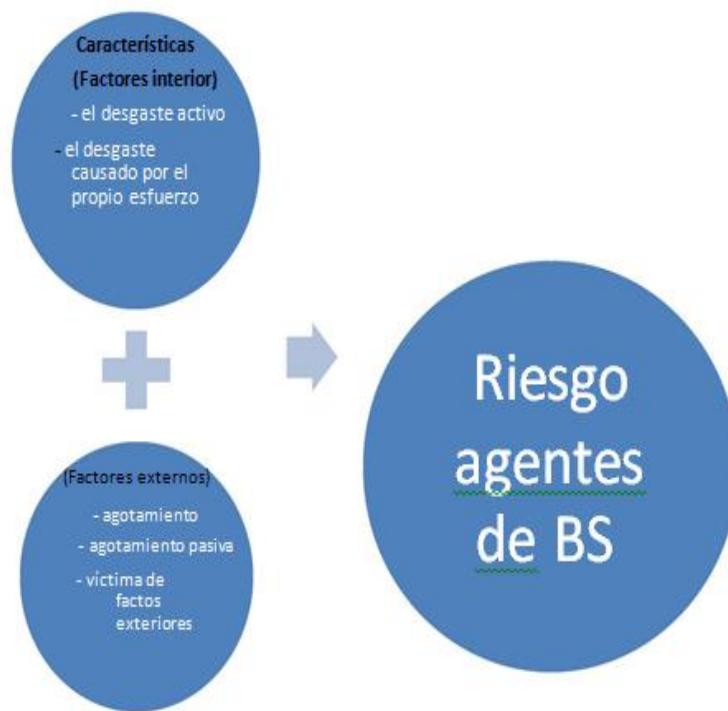 Características
(Factores interior)
- el desgaste activo
- el desgaste
causado por el
propio esfuerzo
(Factores externos)
- agotamiento
- agotamiento pasiva
- víctima de
factos
exteriores
Riesgo
agentes
de BS